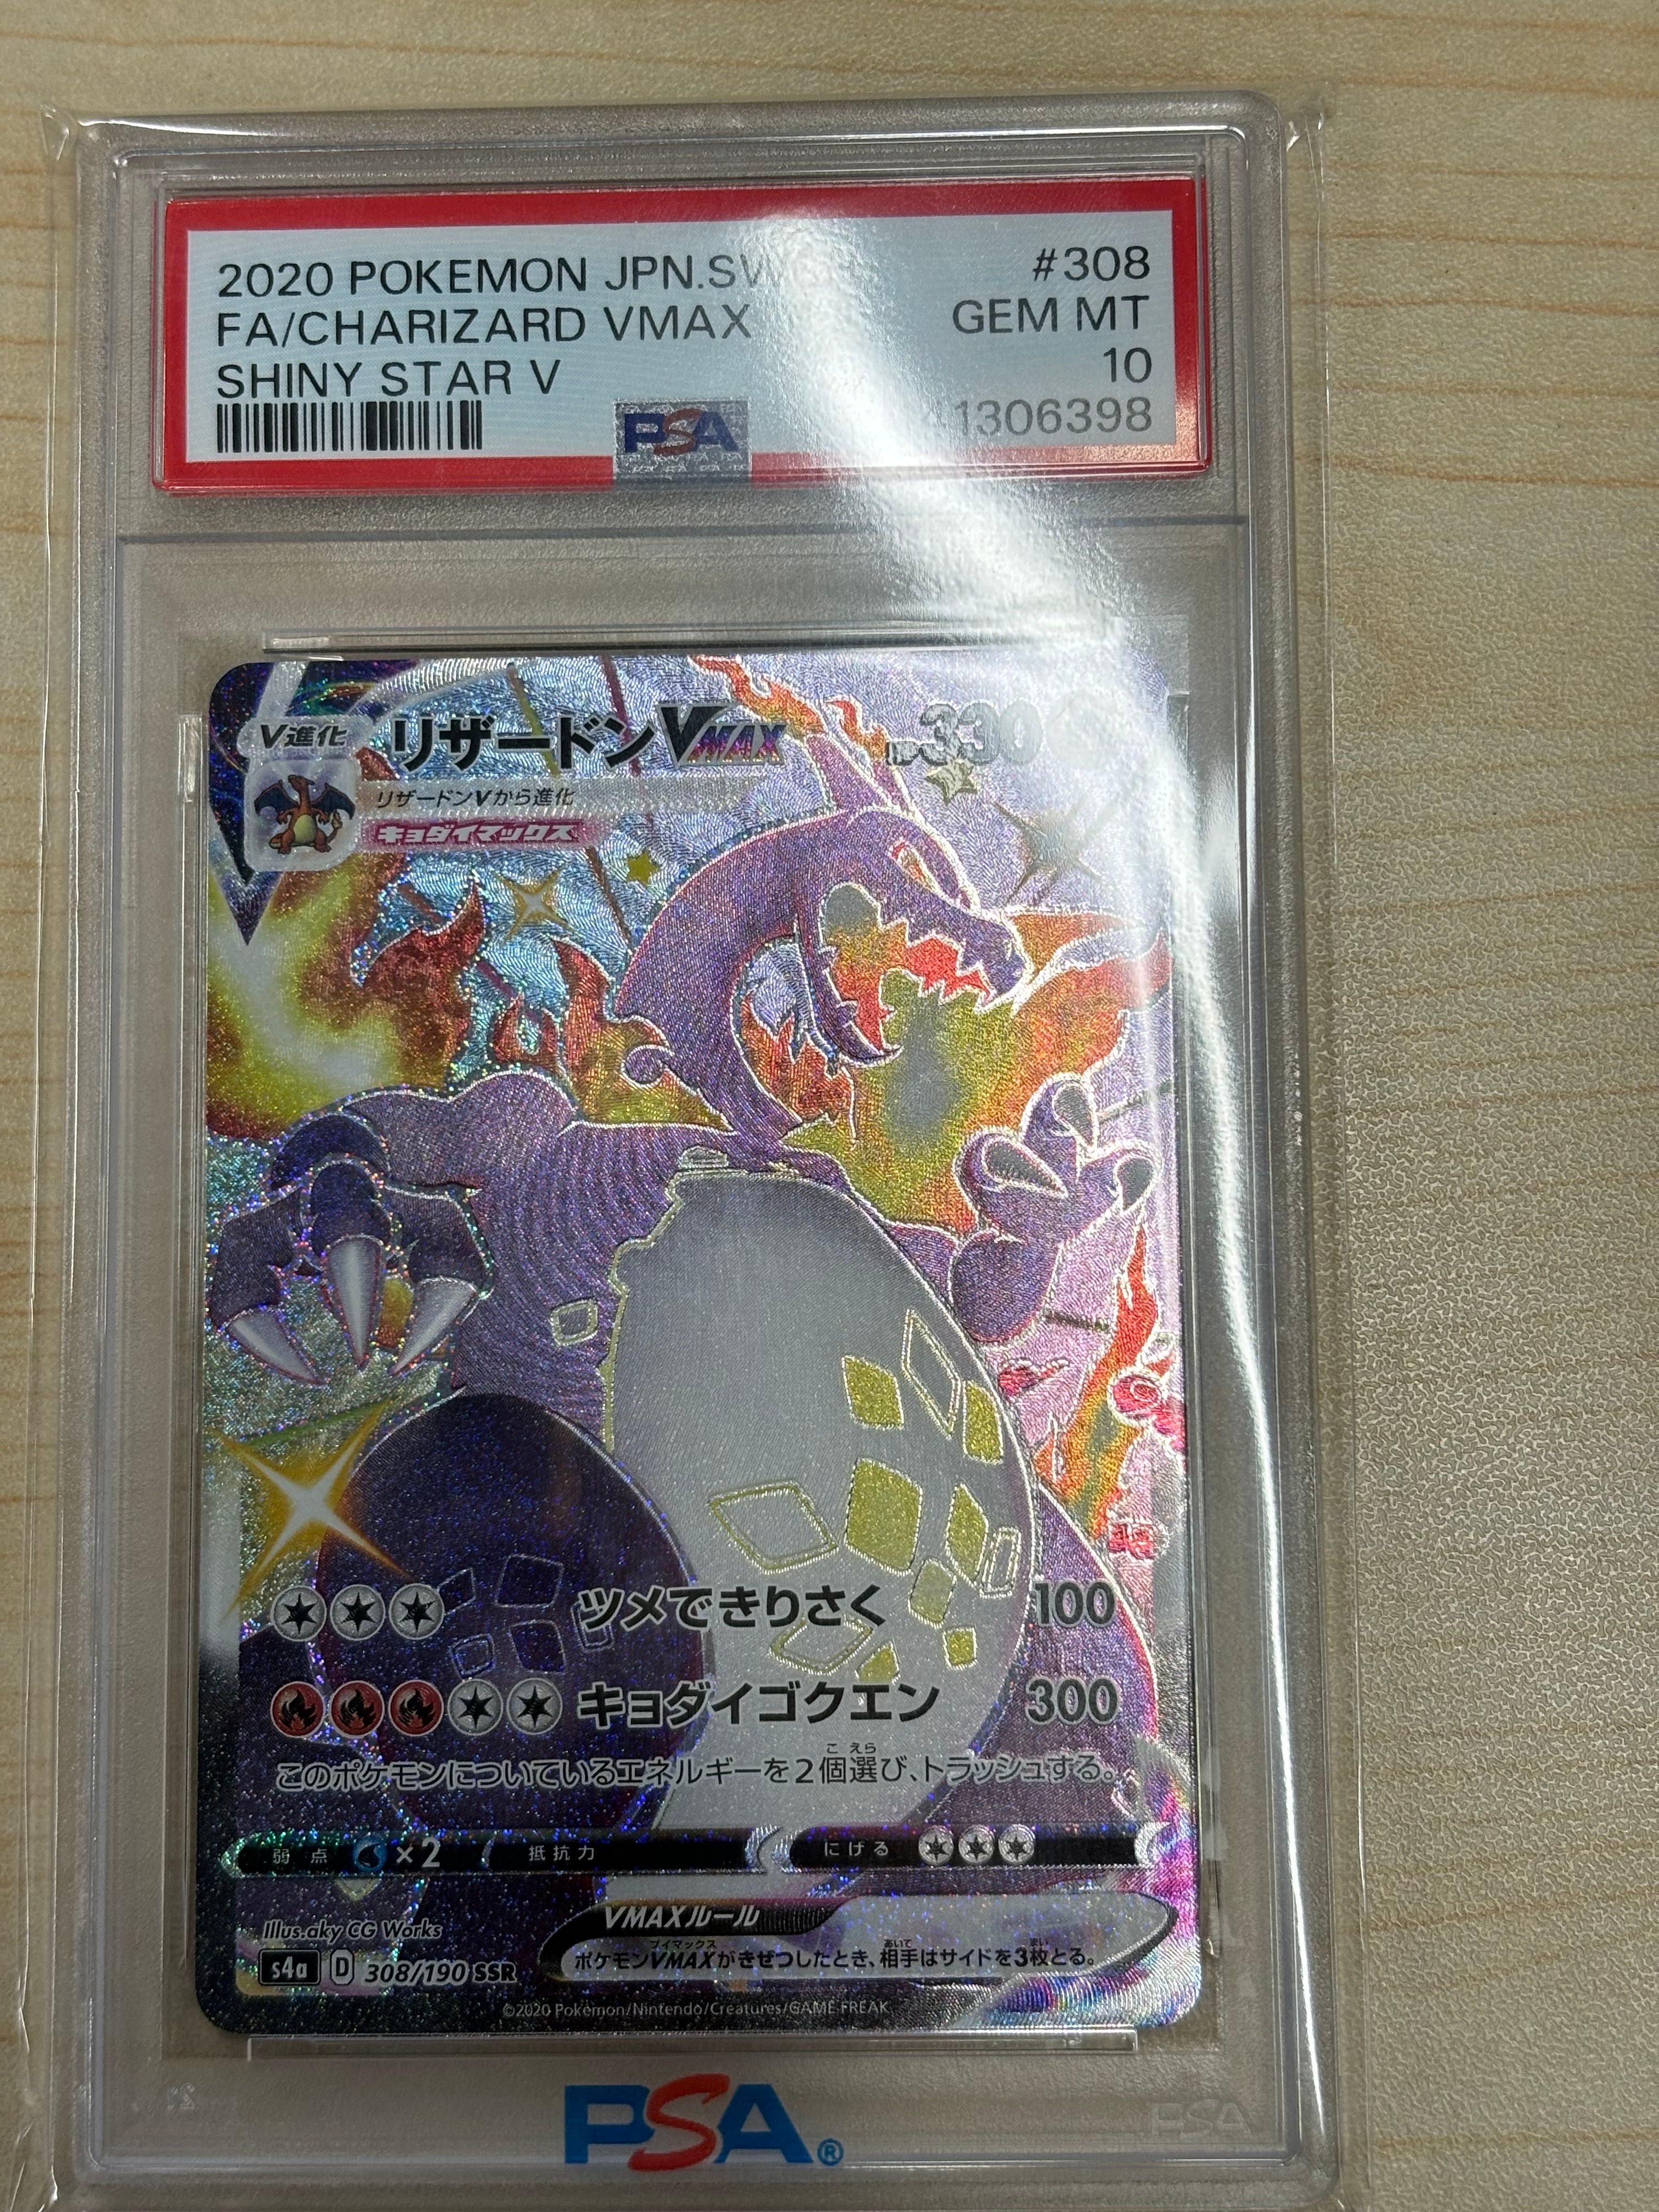 2020 POKEMON JPN.SW
#308
FA/CHARIZARD VMAX
GEM MT
SHINY STAR V
10
1306398
PSA
V進化
リザードンVMAX
330
リザードンVから進化
キョダイマックス
ツメできりさく
100
キョダイゴクエン
300
このポケモンについているエネルギーを2個選び、トラッシュする。
弱点 ×2
抵抗力
にげる
Illus.aky CG Works
VMAXルール
ポケモンVMAXがきぜつしたとき、相手はサイドを3枚とる。
s4a D 308/190 SSR
©2020 Pokémon/Nintendo/Creatures/GAME FREAK
PSA®
PSA